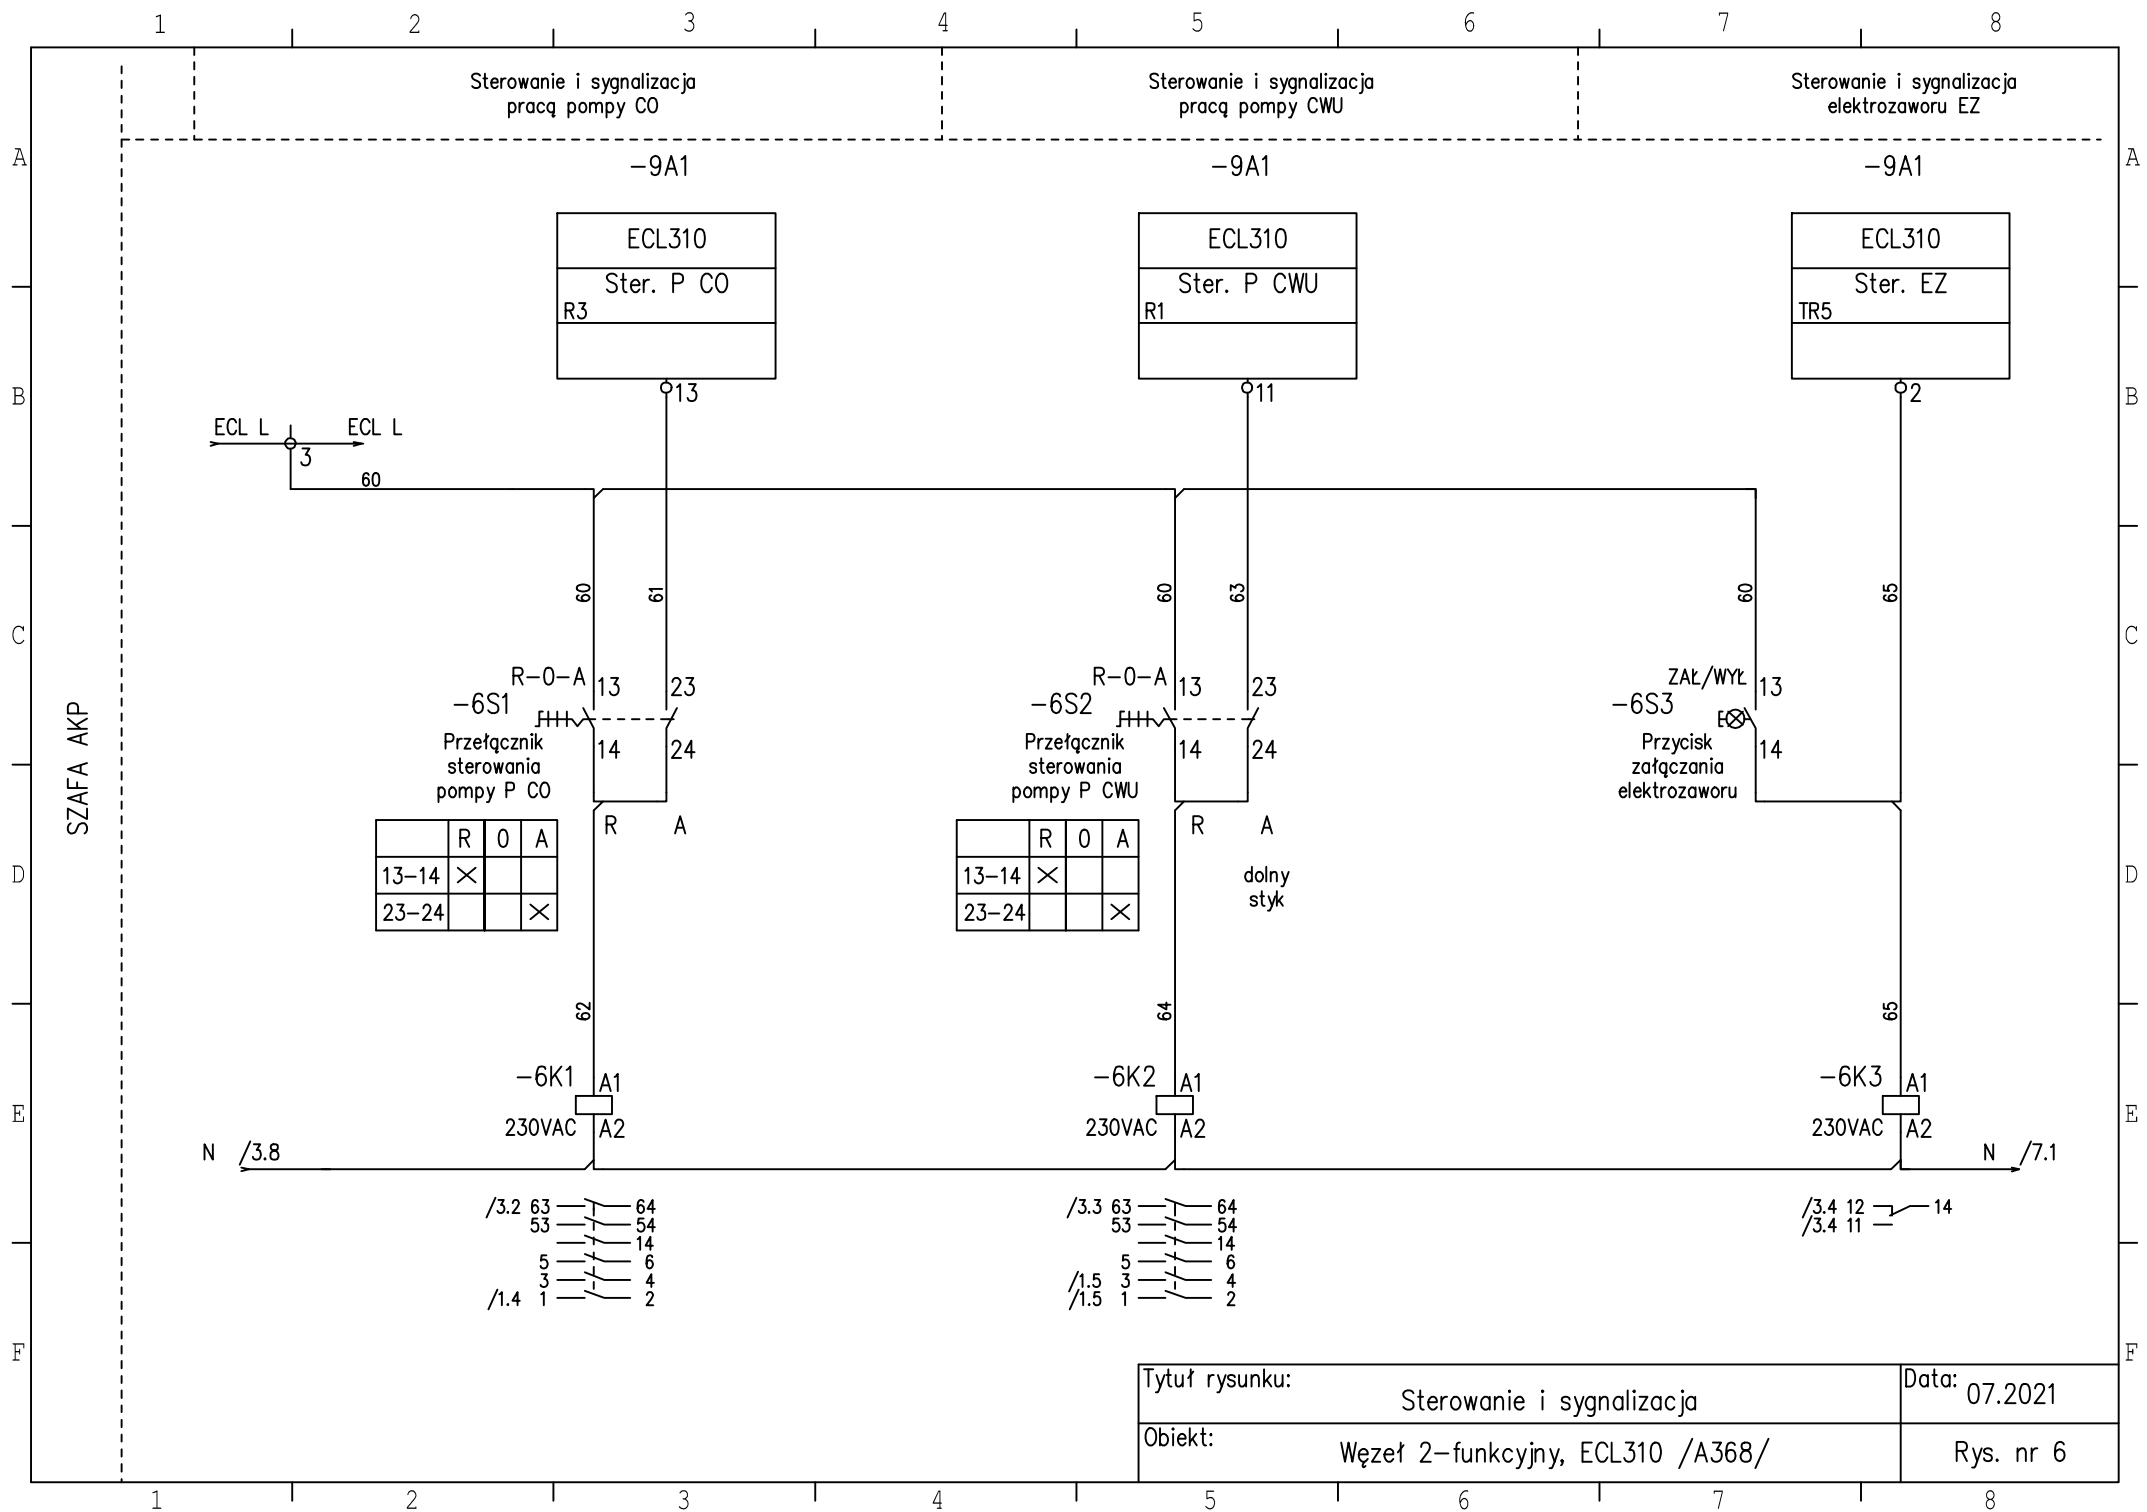 1 2 3 4 5 6 7 8
Sterowanie i sygnalizacja
pracą pompy CO
Sterowanie i sygnalizacja
pracą pompy CWU
Sterowanie i sygnalizacja
elektrozaworu EZ
A
A
-9A1
-9A1
-9A1
ECL310
ECL310
ECL310
Ster. P CO
Ster. P CWU
Ster. EZ
R3
R1
TR5
B
B
13
11
2
ECL L
ECL L
3
60
60
61
60
63
60
65
C
C
R-0-A
13
23
-6S1
14
24
Przełącznik
sterowania
pompy P CO
R-0-A
13
23
-6S2
14
24
Przełącznik
sterowania
pompy P CWU
ZAŁ/WYŁ
13
-6S3
14
Przycisk
załączania
elektrozaworu
SZAFA AKP
R
A
R
A
dolny
styk
R 0 A
13-14 X
23-24 X
R 0 A
13-14 X
23-24 X
D
D
62
64
65
-6K1
A1
230VAC
A2
-6K2
A1
230VAC
A2
-6K3
A1
230VAC
A2
E
E
N /3.8
N /7.1
/3.2 63 64
53 54
14
5 6
3 4
/1.4 1 2
/3.3 63 64
53 54
14
5 6
/1.5 3 4
/1.5 1 2
/3.4 12 14
/3.4 11
F
F
Tytuł rysunku:
Sterowanie i sygnalizacja
Data:
07.2021
Obiekt:
Węzeł 2-funkcyjny, ECL310 /A368/
Rys. nr 6
1 2 3 4 5 6 7 8